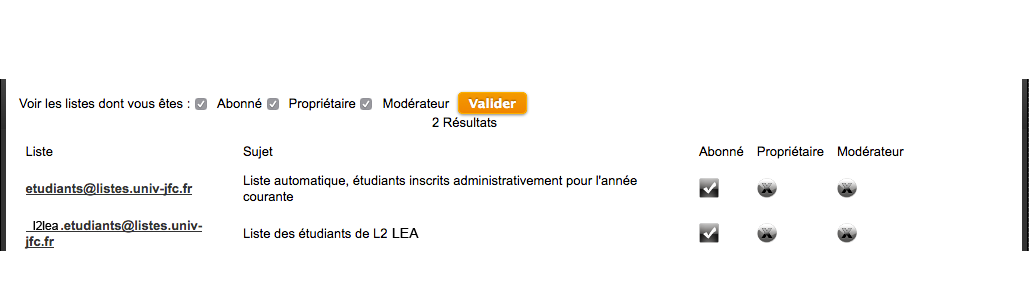 Voir les listes dont vous êtes : Abonné Propriétaire Modérateur Valider
2 Résultats
Liste Sujet Abonné Propriétaire Modérateur
etudiants@listes.univ-jfc.fr Liste automatique, étudiants inscrits administrativement pour l'année
courante
_l2lea.etudiants@listes.univ-
jfc.fr
Liste des étudiants de L2 LEA